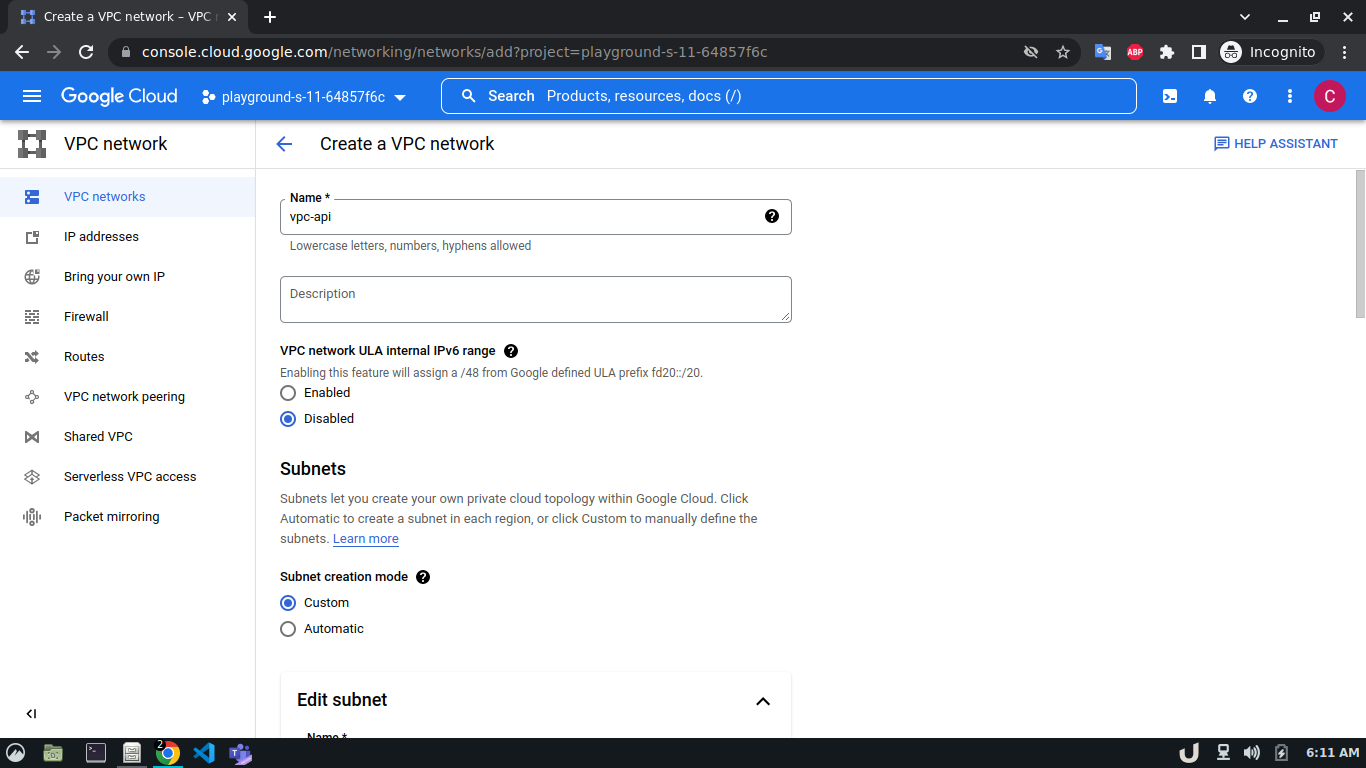 Create a VPC network – VPC n
console.cloud.google.com/networking/networks/add?project=playground-s-11-64857f6c
ABP
Incognito
Google Cloud
playground-s-11-64857f6c
Search Products, resources, docs (/)
C
VPC network
Create a VPC network
HELP ASSISTANT
VPC networks
IP addresses
Bring your own IP
Firewall
Routes
VPC network peering
Shared VPC
Serverless VPC access
Packet mirroring
Name *
vpc-api
Lowercase letters, numbers, hyphens allowed
Description
VPC network ULA internal IPv6 range
Enabling this feature will assign a /48 from Google defined ULA prefix fd20::/20.
Enabled
Disabled
Subnets
Subnets let you create your own private cloud topology within Google Cloud. Click
Automatic to create a subnet in each region, or click Custom to manually define the
subnets. Learn more
Subnet creation mode
Custom
Automatic
Edit subnet
Name *
2
6:11 AM